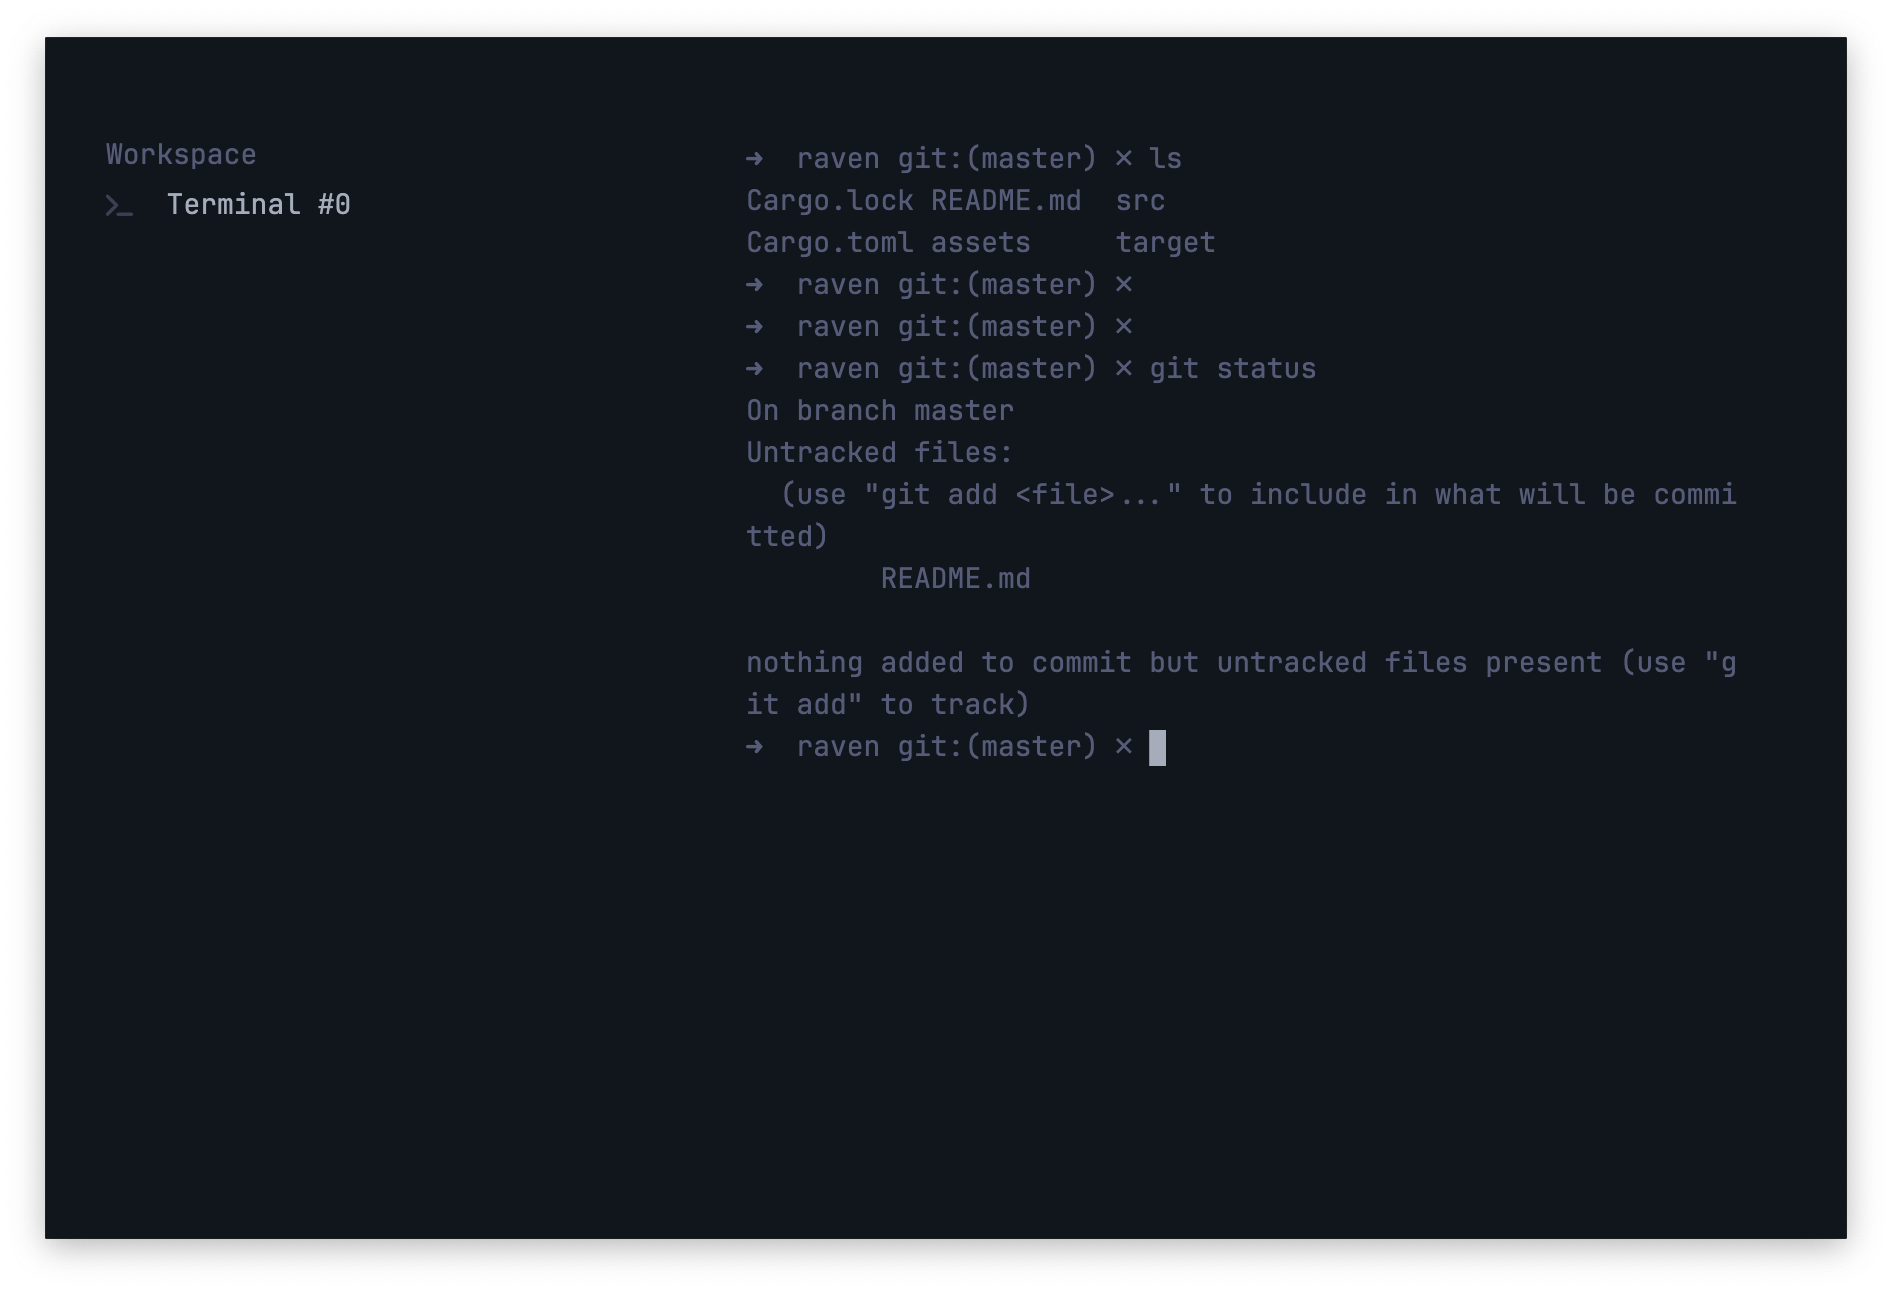 Workspace
>_ Terminal #0
➜  raven git:(master) ✕ ls
Cargo.lock README.md  src
Cargo.toml assets     target
➜  raven git:(master) ✕
➜  raven git:(master) ✕
➜  raven git:(master) ✕ git status
On branch master
Untracked files:
  (use "git add <file>..." to include in what will be commi
tted)
        README.md

nothing added to commit but untracked files present (use "g
it add" to track)
➜  raven git:(master) ✕